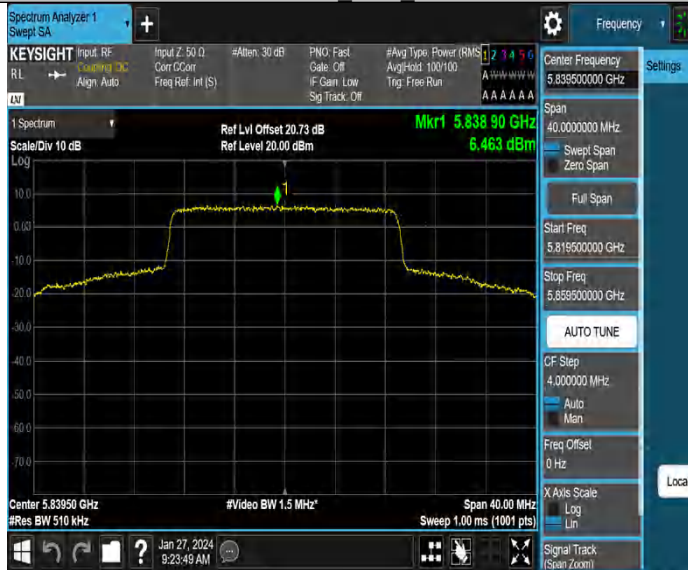 Spectrum Analyzer 1
Swept SA
+
Frequency
KEYSIGHT
RL
Input: RF
Coupling: DC
Align: Auto
Input Z: 50 Ω
Corr CCorr
Freq Ref: Int (S)
#Atten: 30 dB
PNO: Fast
Gate: Off
IF Gain: Low
Sig Track: Off
#Avg Type: Power (RMS
Avg|Hold: 100/100
Trig: Free Run
1 2 3 4 5 6
A W W W W W
A A A A A A
LXI
1 Spectrum
Scale/Div 10 dB
Log
Ref Lvl Offset 20.73 dB
Ref Level 20.00 dBm
Mkr1 5.838 90 GHz
6.463 dBm
1
10.0
0.00
-10.0
-20.0
-30.0
-40.0
-50.0
-60.0
-70.0
Center 5.83950 GHz
#Res BW 510 kHz
#Video BW 1.5 MHz*
Span 40.00 MHz
Sweep 1.00 ms (1001 pts)
?
Jan 27, 2024
9:23:49 AM
Center Frequency
5.839500000 GHz
Span
40.0000000 MHz
Swept Span
Zero Span
Full Span
Start Freq
5.819500000 GHz
Stop Freq
5.859500000 GHz
AUTO TUNE
CF Step
4.000000 MHz
Auto
Man
Freq Offset
0 Hz
X Axis Scale
Log
Lin
Signal Track
(Span Zoom)
Settings
Loca